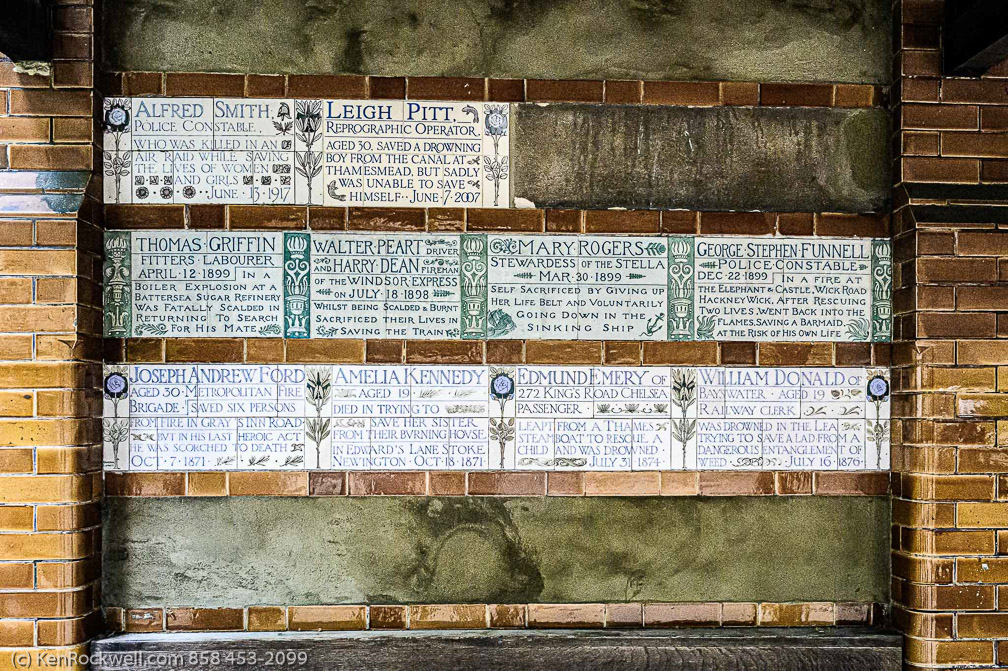 ALFRED SMITH.
POLICE CONSTABLE.
WHO WAS KILLED IN AN
AIR RAID WHILE SAVING
THE LIVES OF WOMEN
AND GIRLS
· · JUNE · 13 · 1917
LEIGH PITT.
REPROGRAPHIC OPERATOR.
AGED 30, SAVED A DROWNING
BOY FROM THE CANAL AT
THAMESMEAD, BUT SADLY
WAS UNABLE TO SAVE
HIMSELF · · JUNE · 7 · 2007
THOMAS · GRIFFIN
FITTERS · LABOURER
APRIL · 12 · 1899 IN A
BOILER EXPLOSION AT A
BATTERSEA SUGAR REFINERY
WAS FATALLY SCALDED IN
RETURNING TO SEARCH
FOR HIS MATE
WALTER · PEART DRIVER
AND HARRY · DEAN FIREMAN
OF THE WINDSOR · EXPRESS
ON JULY · 18 · 1898
WHILST BEING SCALDED & BURNT
SACRIFICED THEIR LIVES IN
SAVING THE TRAIN
MARY ROGERS
STEWARDESS OF THE STELLA
MAR · 30 · 1899
SELF SACRIFICED BY GIVING UP
HER LIFE BELT AND VOLUNTARILY
GOING DOWN IN THE
SINKING SHIP
GEORGE · STEPHEN · FUNNELL
POLICE CONSTABLE
DEC · 22 · 1899 IN A FIRE AT
THE ELEPHANT & CASTLE, WICK ROAD
HACKNEY WICK, AFTER RESCUING
TWO LIVES, WENT BACK INTO THE
FLAMES, SAVING A BARMAID,
AT THE RISK OF HIS OWN LIFE
JOSEPH ANDREW FORD
AGED 30 · METROPOLITAN FIRE
BRIGADE · SAVED SIX PERSONS
FROM FIRE IN GRAY'S INN ROAD
BUT IN HIS LAST HEROIC ACT
HE WAS SCORCHED TO DEATH
OCT · 7 · 1871 ·
AMELIA KENNEDY
AGED 19
DIED IN TRYING TO
SAVE HER SISTER
FROM THEIR BURNING HOUSE
IN EDWARD'S LANE STOKE
NEWINGTON · OCT · 18 · 1871
EDMUND EMERY OF
272 KING'S ROAD CHELSEA
PASSENGER ·
LEAPT FROM A THAMES
STEAMBOAT TO RESCUE A
CHILD AND WAS DROWNED
JULY 31 1874
WILLIAM DONALD OF
BAYSWATER · AGED 19
RAILWAY CLERK
WAS DROWNED IN THE LEA
TRYING TO SAVE A LAD FROM A
DANGEROUS ENTANGLEMENT OF
WEED JULY 16 1876
(c) KenRockwell.com 858 453-2099